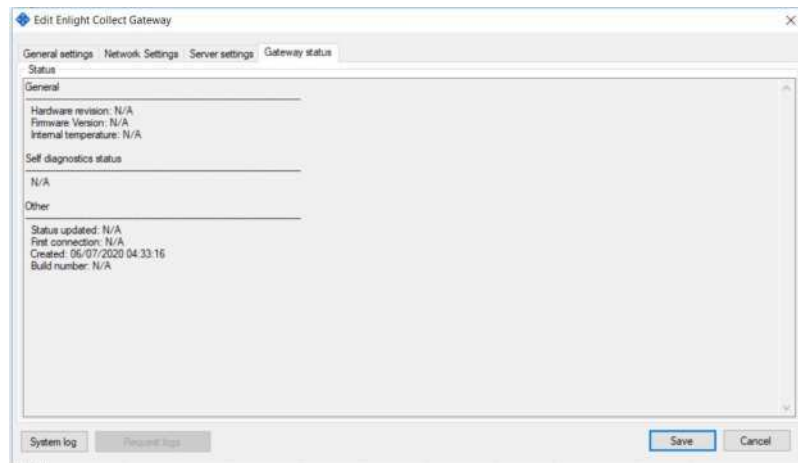 Edit Enlight Collect Gateway
General settings Network Settings Server settings Gateway status
Status
General
Hardware revision: N/A
Firmware Version: N/A
Internal temperature: N/A
Self diagnostics status
N/A
Other
Status updated: N/A
First connection: N/A
Created: 06/07/2020 04:33:16
Build number: N/A
System log Request logs Save Cancel